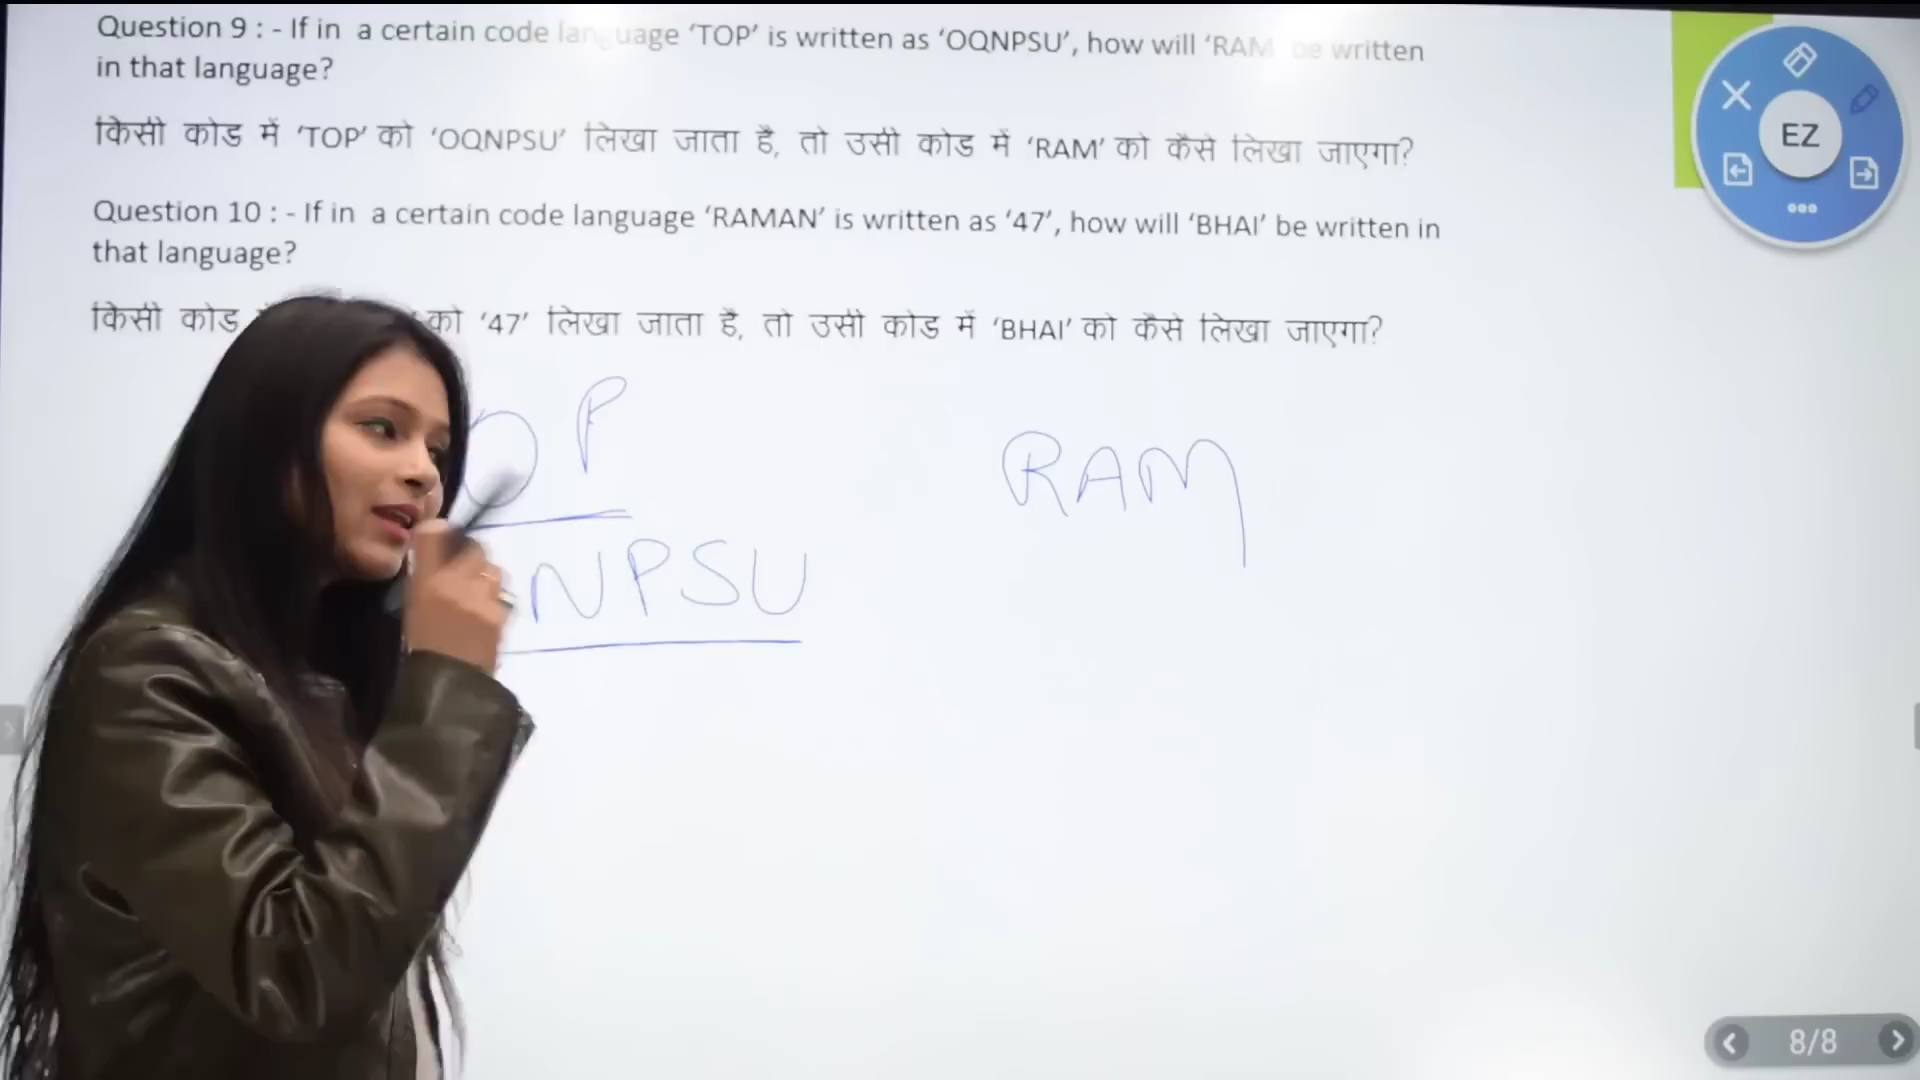 Question 9 : - If in a certain code language 'TOP' is written as 'OQNPSU', how will 'RAM' be written
in that language?
किसी कोड में 'TOP' को 'OQNPSU' लिखा जाता है, तो उसी कोड में 'RAM' को कैसे लिखा जाएगा?
Question 10 : - If in a certain code language 'RAMAN' is written as '47', how will 'BHAI' be written in
that language?
किसी कोड को '47' लिखा जाता है, तो उसी कोड में 'BHAI' को कैसे लिखा जाएगा?
OP
RAM
NPSU
EZ
8/8